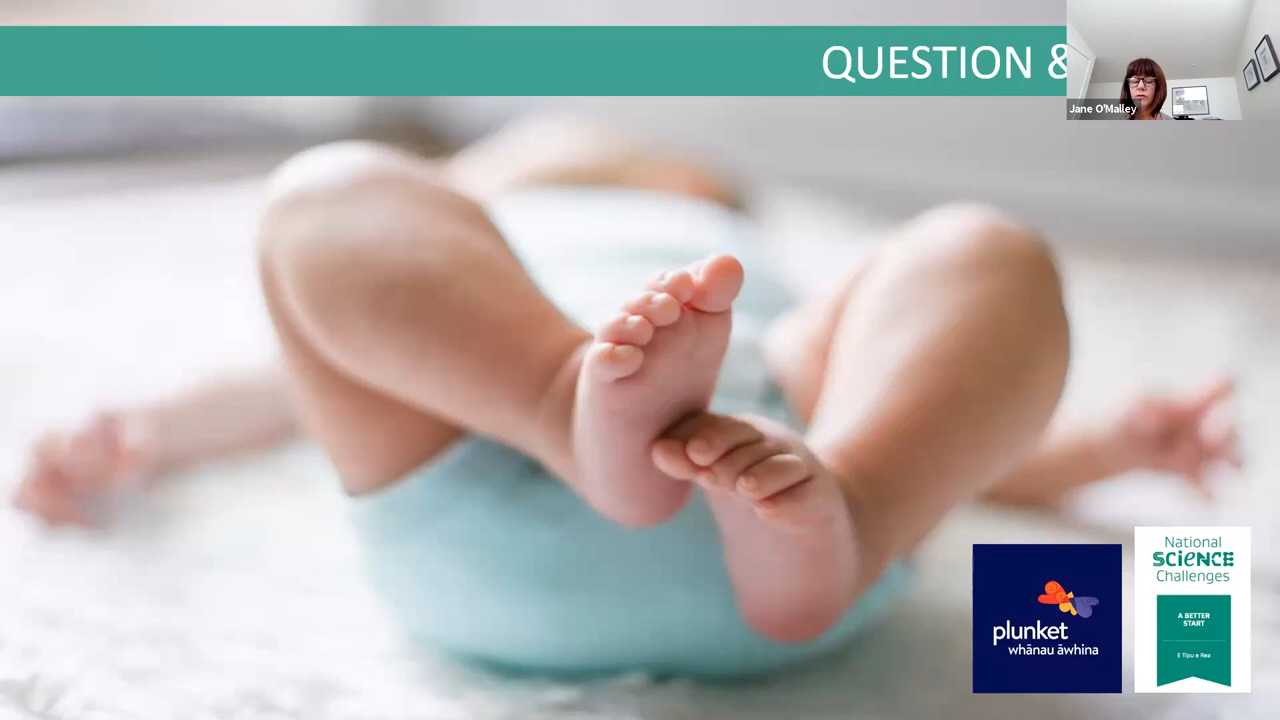 QUESTION &
Jane O'Malley
plunket
whānau āwhina
National
SCIENCE
Challenges
A BETTER
START
E Tipu e Rea